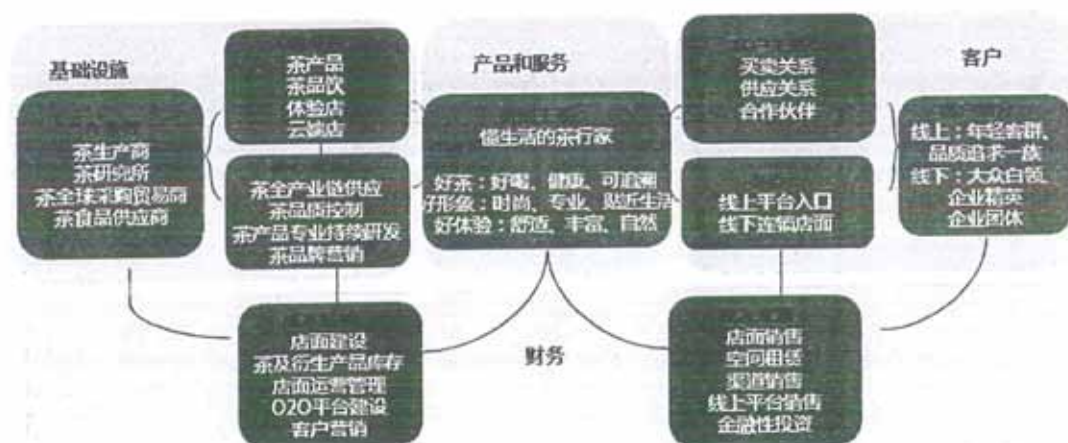 基础设施
茶生产商
茶研究所
茶全球采购贸易商
茶食品供应商
茶产品
茶品饮
体验店
云端店
茶全产业链供应
茶品质控制
茶产品专业持续研发
茶品牌营销
产品和服务
慢生活的茶行家
好茶：好喝、健康、可追溯
好形象：时尚、专业、贴近生活
好体验：舒适、丰富、自然
买卖关系
供应关系
合作伙伴
线上平台入口
线下连锁店面
客户
线上：年轻客群、
品质追求一族
线下：大众白领、
企业精英
企业团体
店面建设
茶及衍生产品库存
店面运营管理
O2O平台建设
客户营销
财务
店面销售
空间租赁
渠道销售
线上平台销售
金融性投资